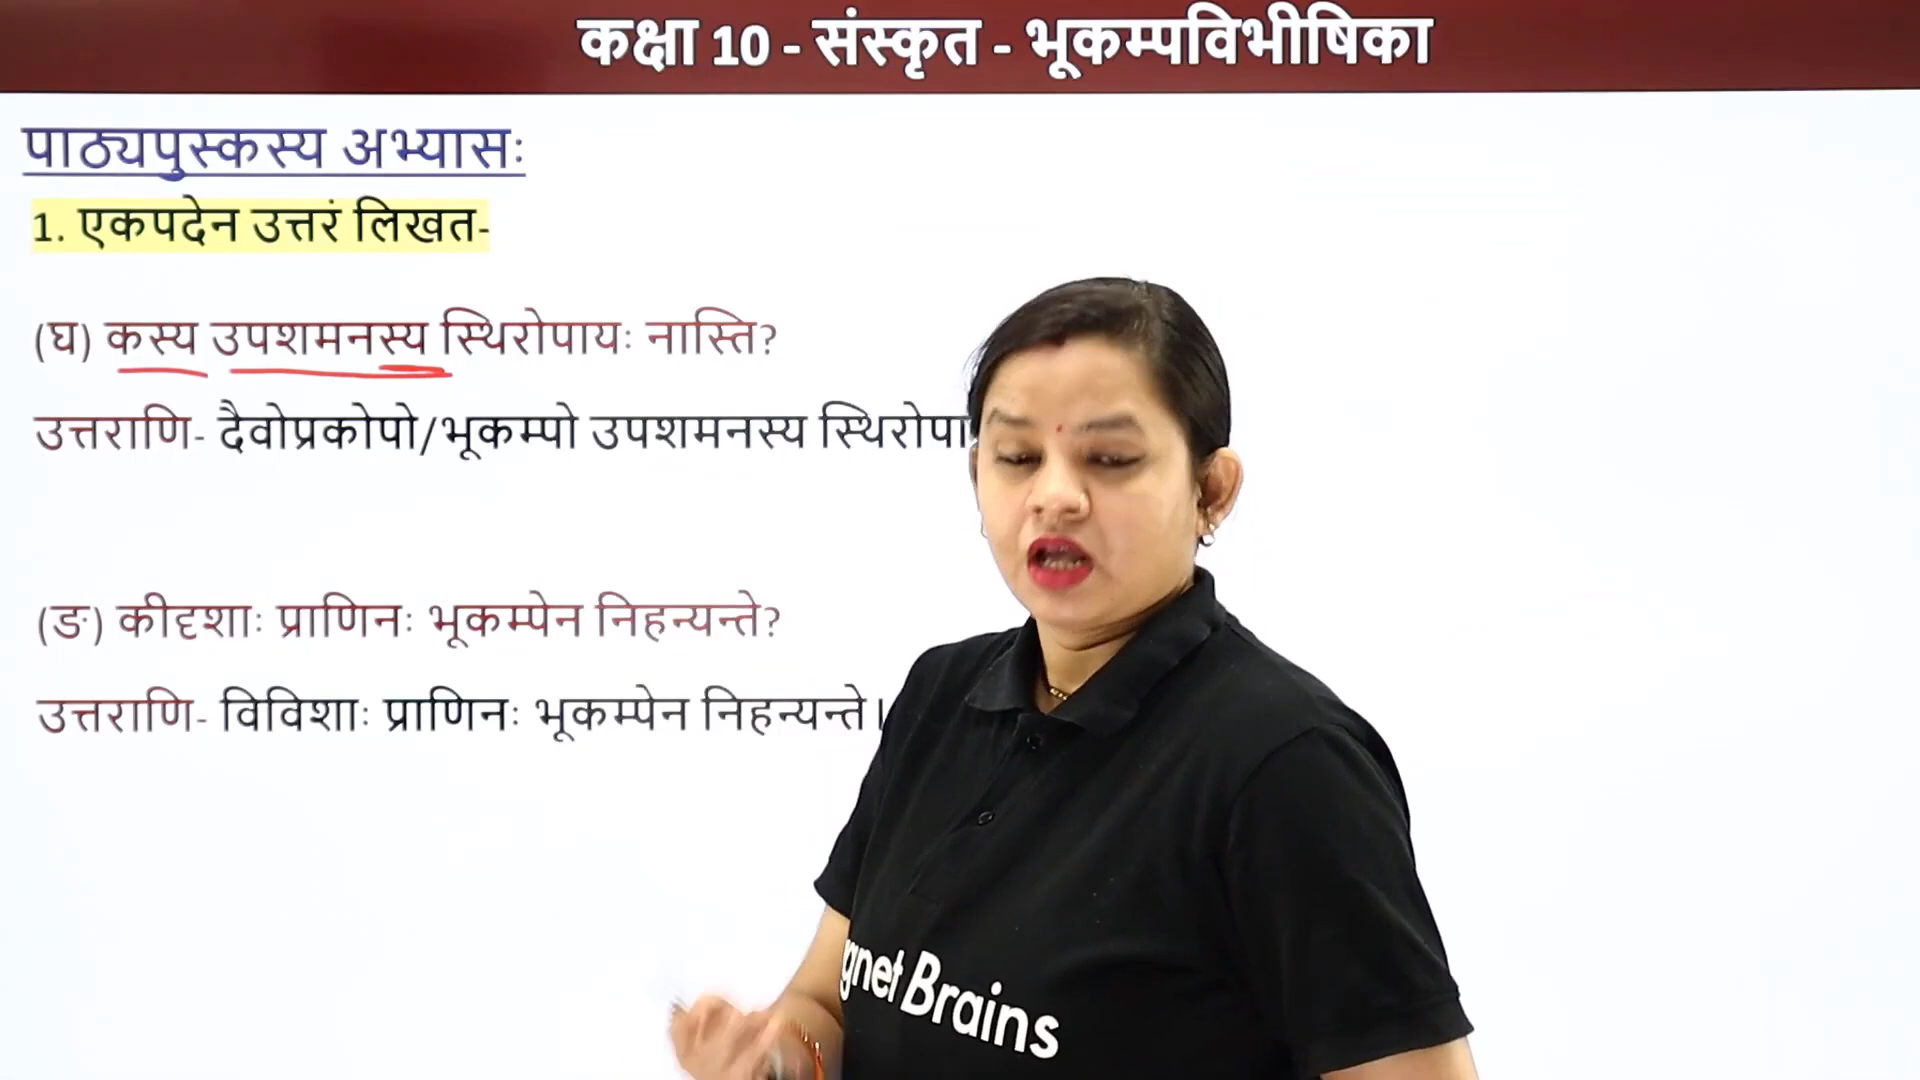 कक्षा 10 - संस्कृत - भूकम्पविभीषिका
पाठ्यपुस्कस्य अभ्यासः
1. एकपदेन उत्तरं लिखत-
(घ) कस्य उपशमनस्य स्थिरोपायः नास्ति?
उत्तराणि- दैवोप्रकोपो/भूकम्पो उपशमनस्य
(ङ) कीदृशाः प्राणिनः भूकम्पेन निहन्यन्ते?
उत्तराणि- विविशाः प्राणिनः भूकम्पेन निहन्यन्ते।
Brains